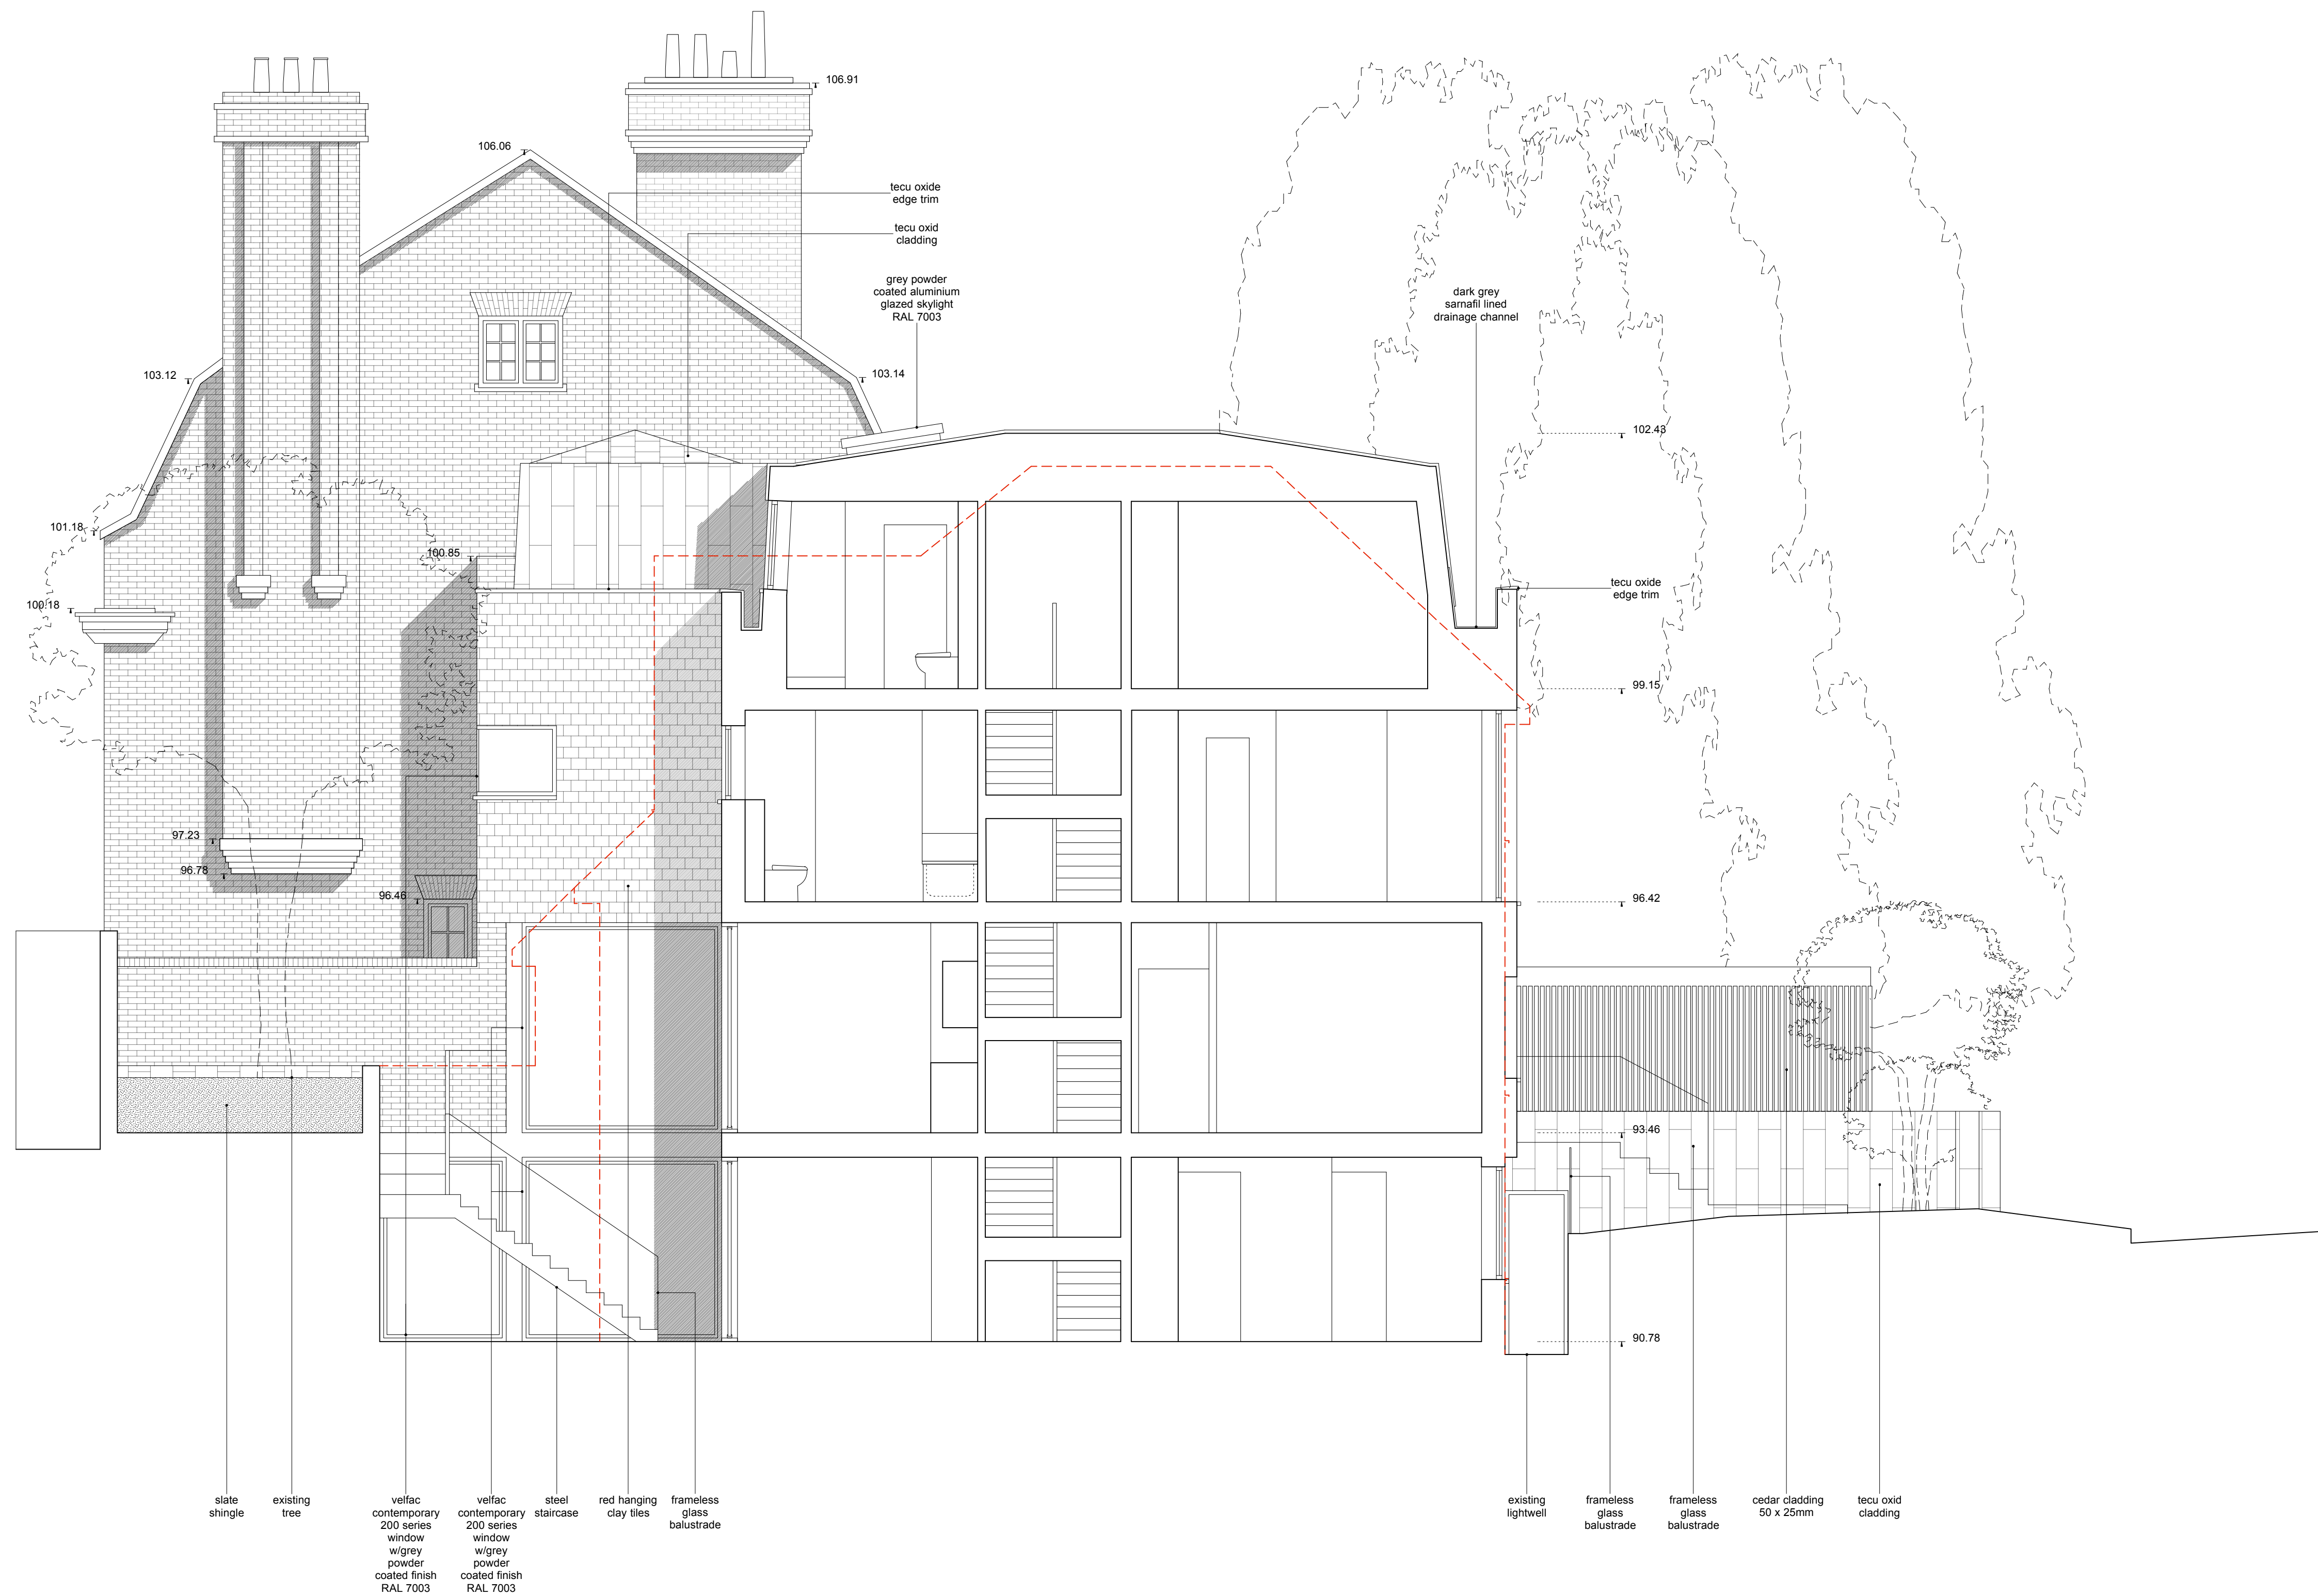 106.91
106.06
tecu oxide
edge trim
tecu oxid
cladding
grey powder
coated aluminium
glazed skylight
RAL 7003
dark grey
sarnafil lined
drainage channel
103.12
103.14
102.43
101.18
100.85
100.18
tecu oxide
edge trim
99.15
97.23
96.78
96.46
96.42
93.46
90.78
slate
shingle
existing
tree
velfac
contemporary
200 series
window
w/grey
powder
coated finish
RAL 7003
velfac
contemporary
200 series
window
w/grey
powder
coated finish
RAL 7003
steel
staircase
red hanging
clay tiles
frameless
glass
balustrade
existing
lightwell
frameless
glass
balustrade
frameless
glass
balustrade
cedar cladding
50 x 25mm
tecu oxid
cladding